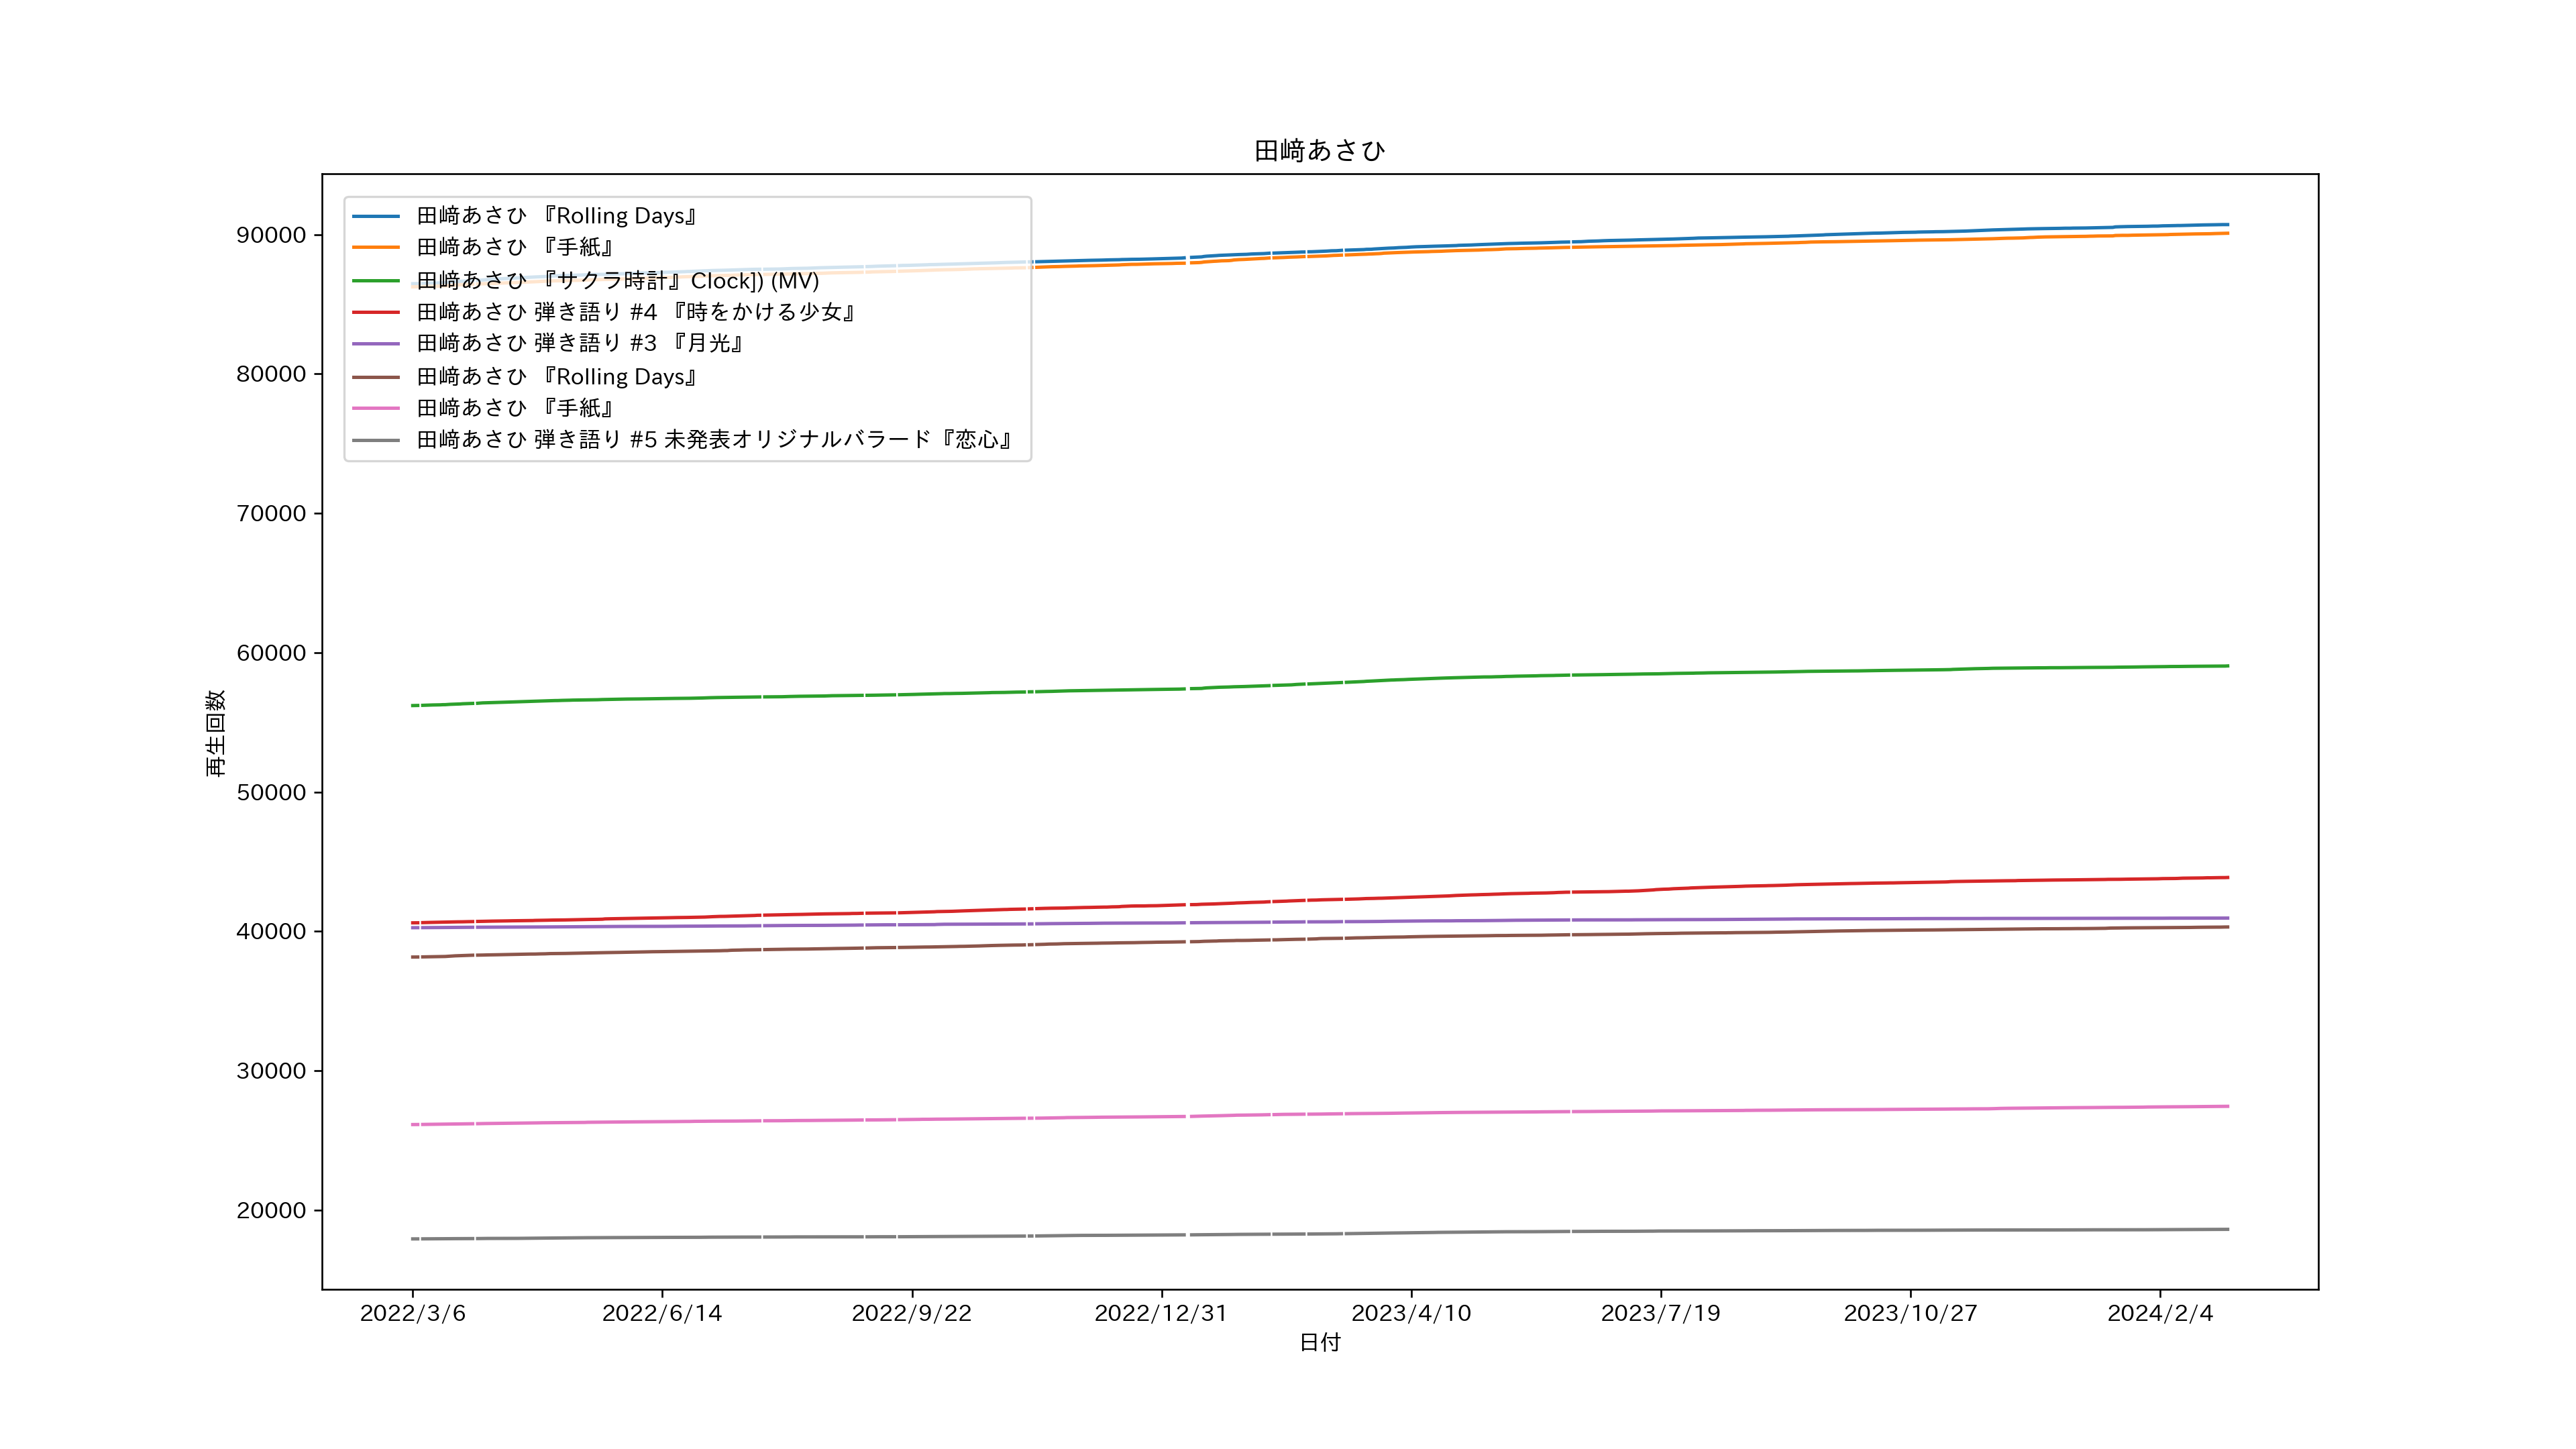 田﨑あさひ
田﨑あさひ 『Rolling Days』
田﨑あさひ 『手紙』
田﨑あさひ 『サクラ時計』Clock]) (MV)
田﨑あさひ 弾き語り #4 『時をかける少女』
田﨑あさひ 弾き語り #3 『月光』
田﨑あさひ 『Rolling Days』
田﨑あさひ 『手紙』
田﨑あさひ 弾き語り #5 未発表オリジナルバラード『恋心』
90000
80000
70000
60000
50000
40000
30000
20000
再生回数
2022/3/6
2022/6/14
2022/9/22
2022/12/31
2023/4/10
2023/7/19
2023/10/27
2024/2/4
日付